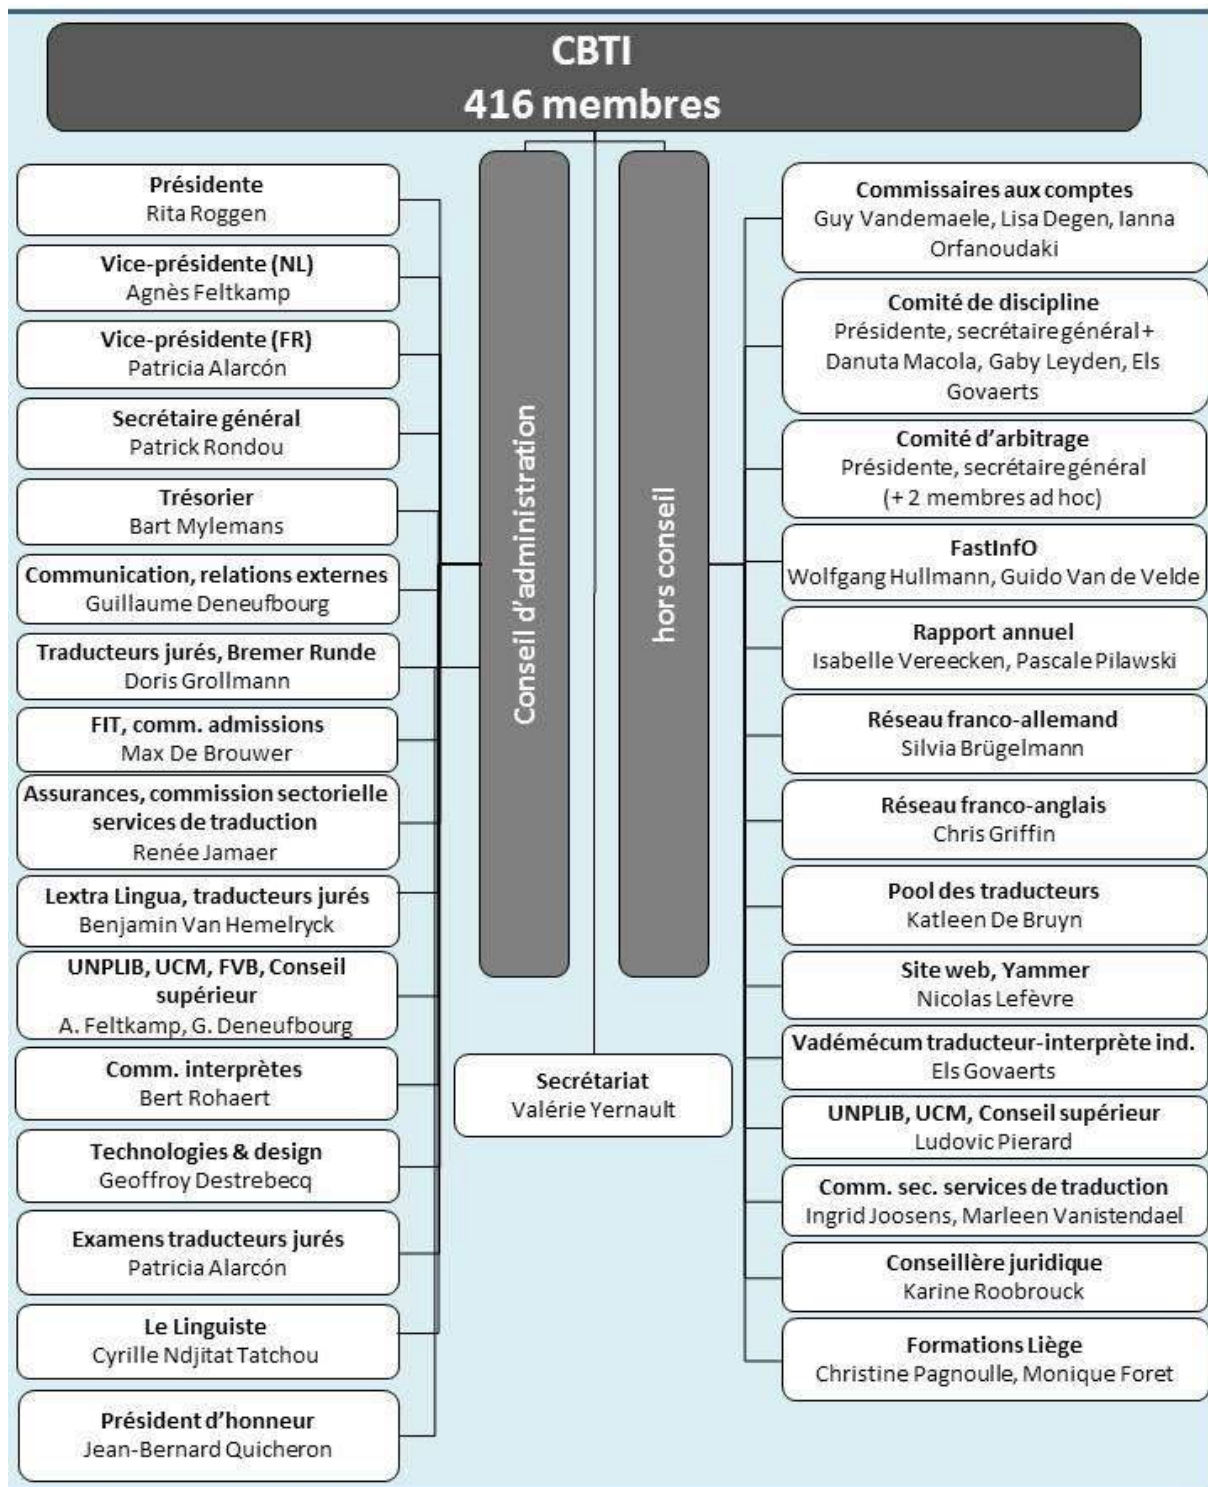 CBTI
416 membres
Présidente
Rita Roggen
Vice-présidente (NL)
Agnès Feltkamp
Vice-présidente (FR)
Patricia Alarcón
Secrétaire général
Patrick Rondou
Trésorier
Bart Mylemans
Communication, relations externes
Guillaume Deneufbourg
Traducteurs jurés, Bremer Runde
Doris Grollmann
FIT, comm. admissions
Max De Brouwer
Assurances, commission sectorielle
services de traduction
Renée Jamaer
Lextra Lingua, traducteurs jurés
Benjamin Van Hemelryck
UNPLIB, UCM, FVB, Conseil
supérieur
A. Feltkamp, G. Deneufbourg
Comm. interprètes
Bert Rohaert
Technologies & design
Geoffroy Destrebecq
Examens traducteurs jurés
Patricia Alarcón
Le Linguiste
Cyrille Ndjitat Tatchou
Président d’honneur
Jean-Bernard Quicheron
Conseil d’administration
hors conseil
Secrétariat
Valérie Yernault
Commissaires aux comptes
Guy Vandemaele, Lisa Degen, Ianna
Orfanoudaki
Comité de discipline
Présidente, secrétaire général +
Danuta Macola, Gaby Leyden, Els
Govaerts
Comité d’arbitrage
Présidente, secrétaire général
(+ 2 membres ad hoc)
FastInfO
Wolfgang Hullmann, Guido Van de Velde
Rapport annuel
Isabelle Vereecken, Pascale Pilawski
Réseau franco-allemand
Silvia Brügelmann
Réseau franco-anglais
Chris Griffin
Pool des traducteurs
Katleen De Bruyn
Site web, Yammer
Nicolas Lefèvre
Vadémécum traducteur-interprète ind.
Els Govaerts
UNPLIB, UCM, Conseil supérieur
Ludovic Pierard
Comm. sec. services de traduction
Ingrid Joosens, Marleen Vanistendael
Conseillère juridique
Karine Roobrouck
Formations Liège
Christine Pagnoulle, Monique Foret